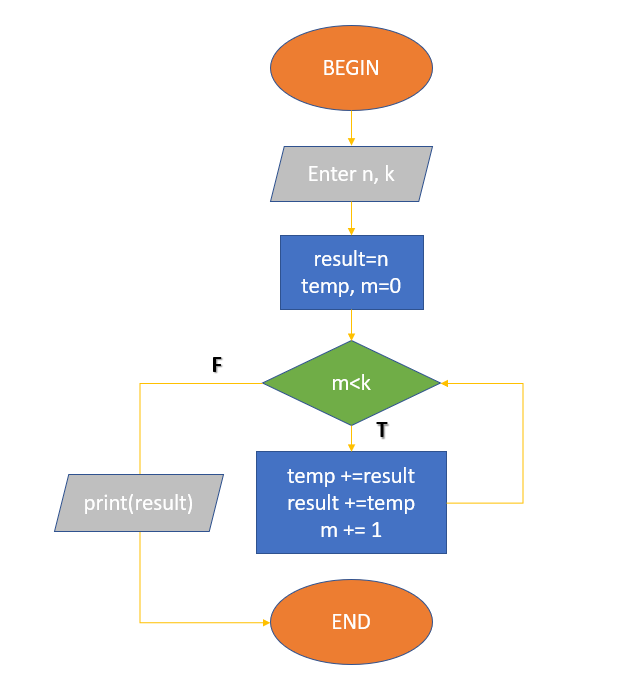 BEGIN
Enter n, k
result=n
temp, m=0
F
m<k
T
temp +=result
result +=temp
m += 1
print(result)
END